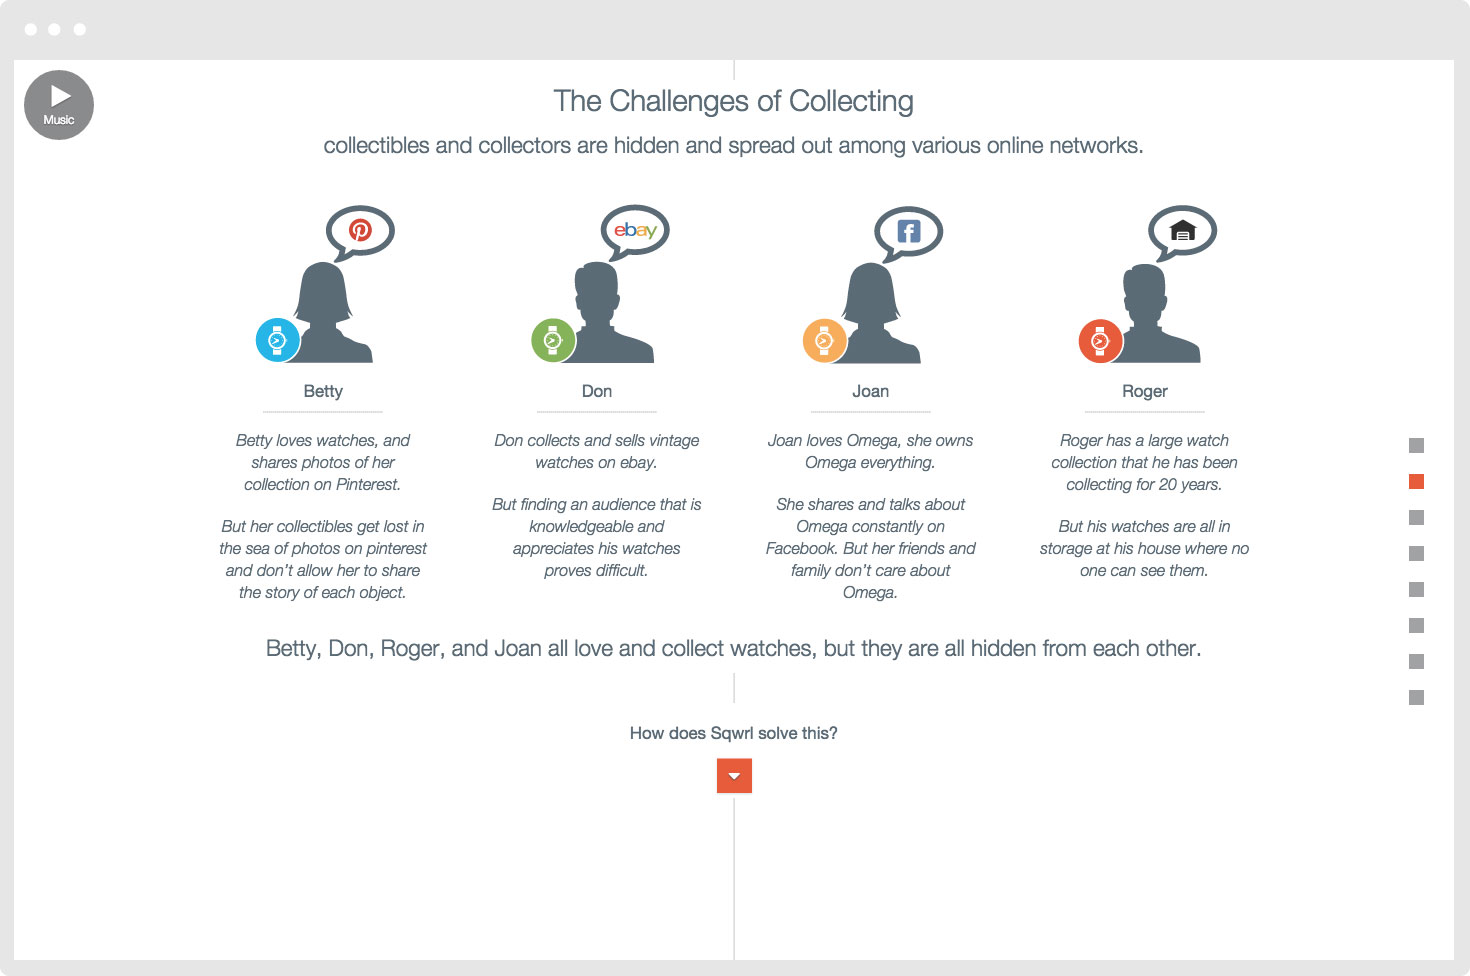 Music
The Challenges of Collecting
collectibles and collectors are hidden and spread out among various online networks.
ebay
Betty
Betty loves watches, and
shares photos of her
collection on Pinterest.
But her collectibles get lost in
the sea of photos on pinterest
and don't allow her to share
the story of each object.
Don
Don collects and sells vintage
watches on ebay.
But finding an audience that is
knowledgeable and
appreciates his watches
proves difficult.
Joan
Joan loves Omega, she owns
Omega everything.
She shares and talks about
Omega constantly on
Facebook. But her friends and
family don't care about
Omega.
Roger
Roger has a large watch
collection that he has been
collecting for 20 years.
But his watches are all in
storage at his house where no
one can see them.
Betty, Don, Roger, and Joan all love and collect watches, but they are all hidden from each other.
How does Sqwrl solve this?